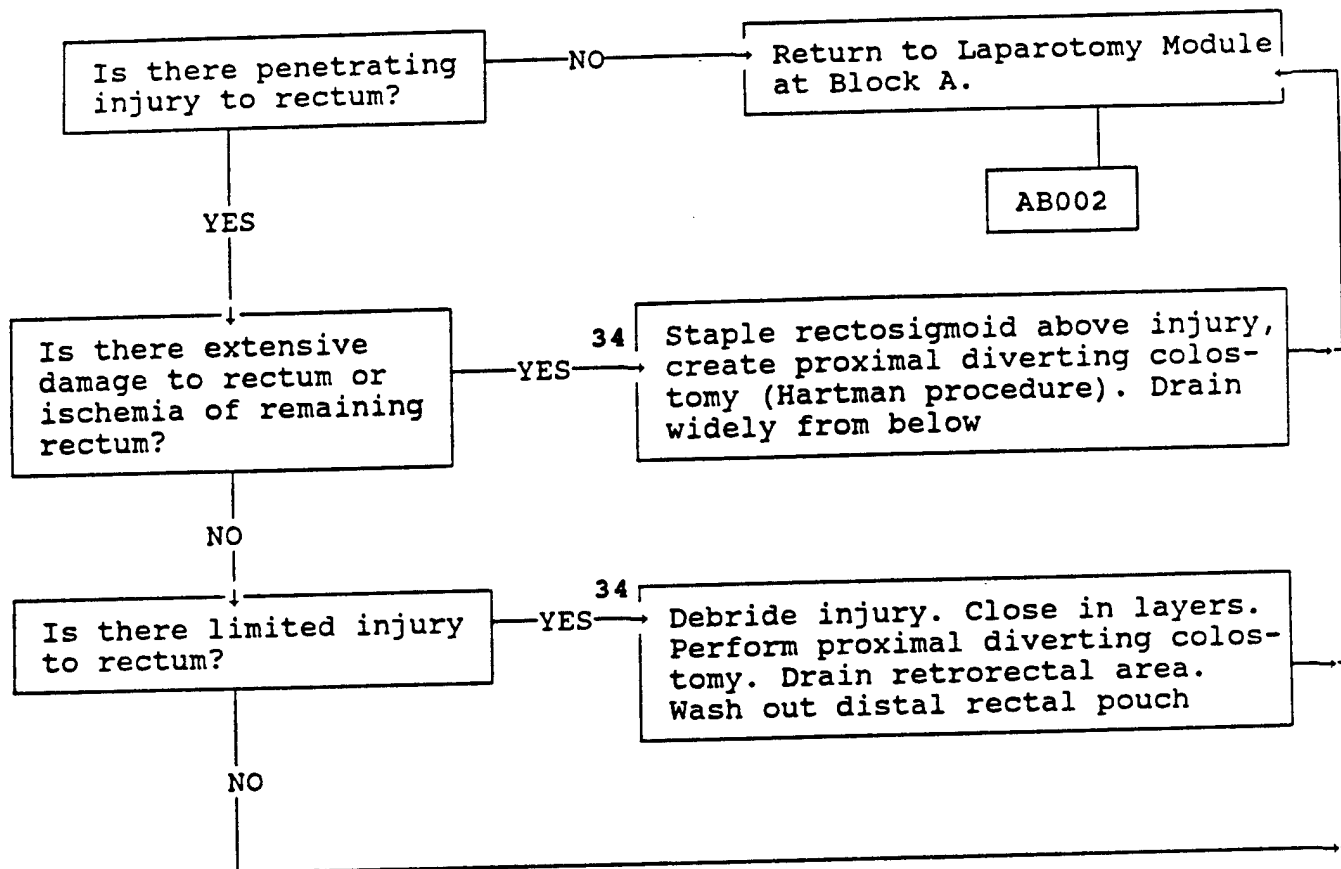 Is there penetrating
injury to rectum?
NO
Return to Laparotomy Module
at Block A.
AB002
YES
Is there extensive
damage to rectum or
ischemia of remaining
rectum?
YES
34
Staple rectosigmoid above injury,
create proximal diverting colos-
tomy (Hartman procedure). Drain
widely from below
NO
Is there limited injury
to rectum?
YES
34
Debride injury. Close in layers.
Perform proximal diverting colos-
tomy. Drain retrorectal area.
Wash out distal rectal pouch
NO